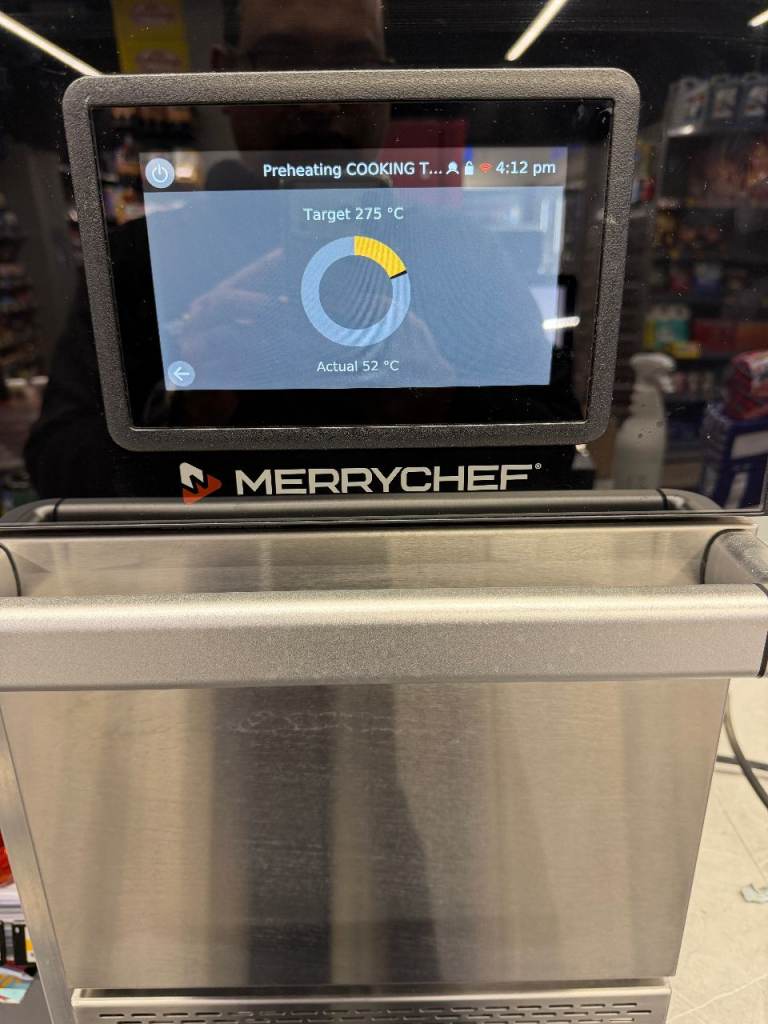 Preheating COOKING T... 4:12 pm
Target 275 °C
Actual 52 °C
MERRYCHEF®